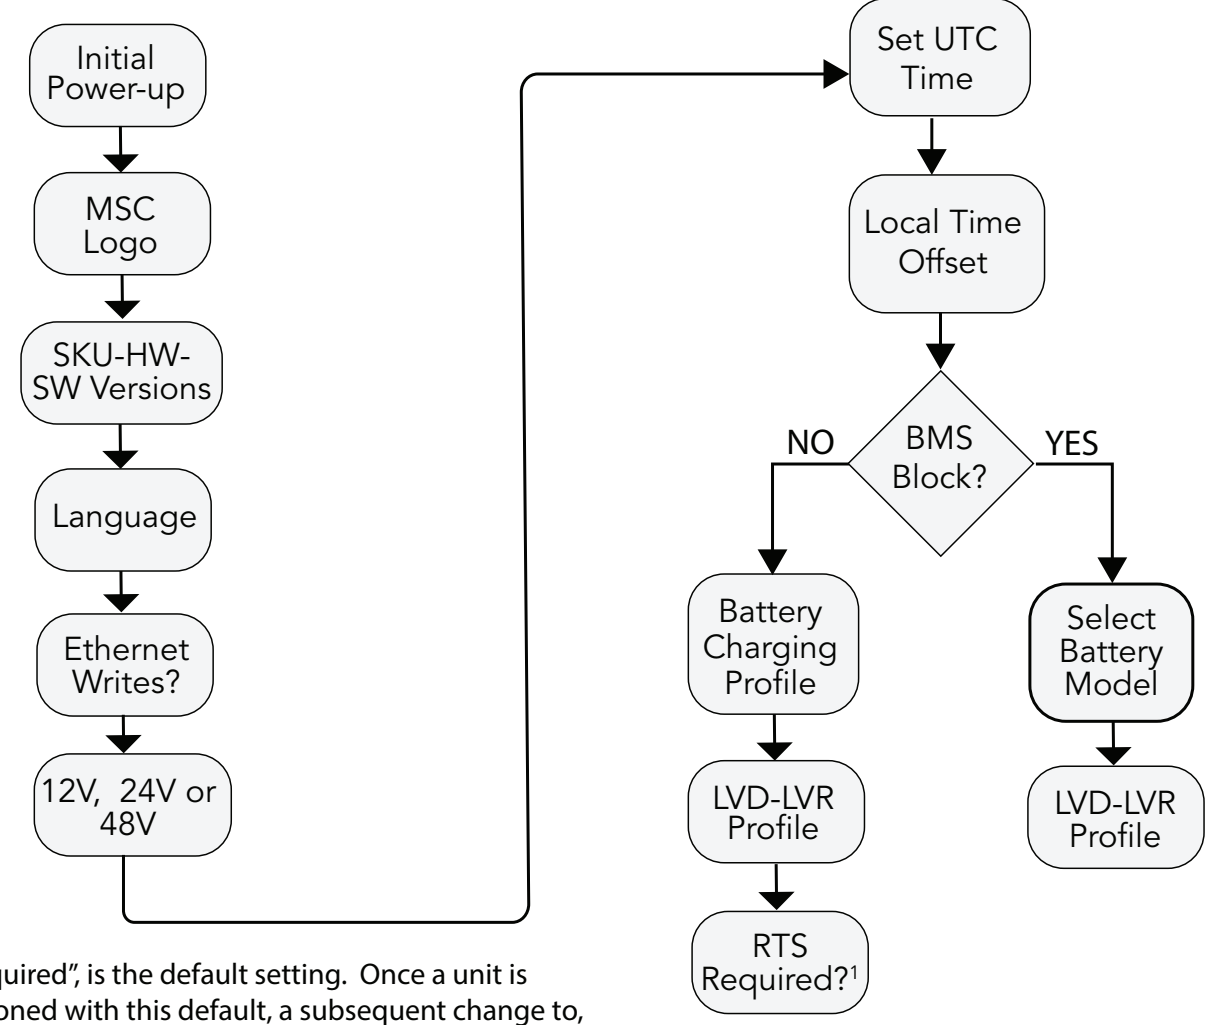 Initial
Power-up
MSC
Logo
SKU-HW-
SW Versions
Language
Ethernet
Writes?
12V, 24V or
48V
Set UTC
Time
Local Time
Offset
BMS
Block?
NO
YES
Battery
Charging
Profile
LVD-LVR
Profile
RTS
Required?¹
Select
Battery
Model
LVD-LVR
Profile
is the default setting. Once a unit is
with this default, a subsequent change to,